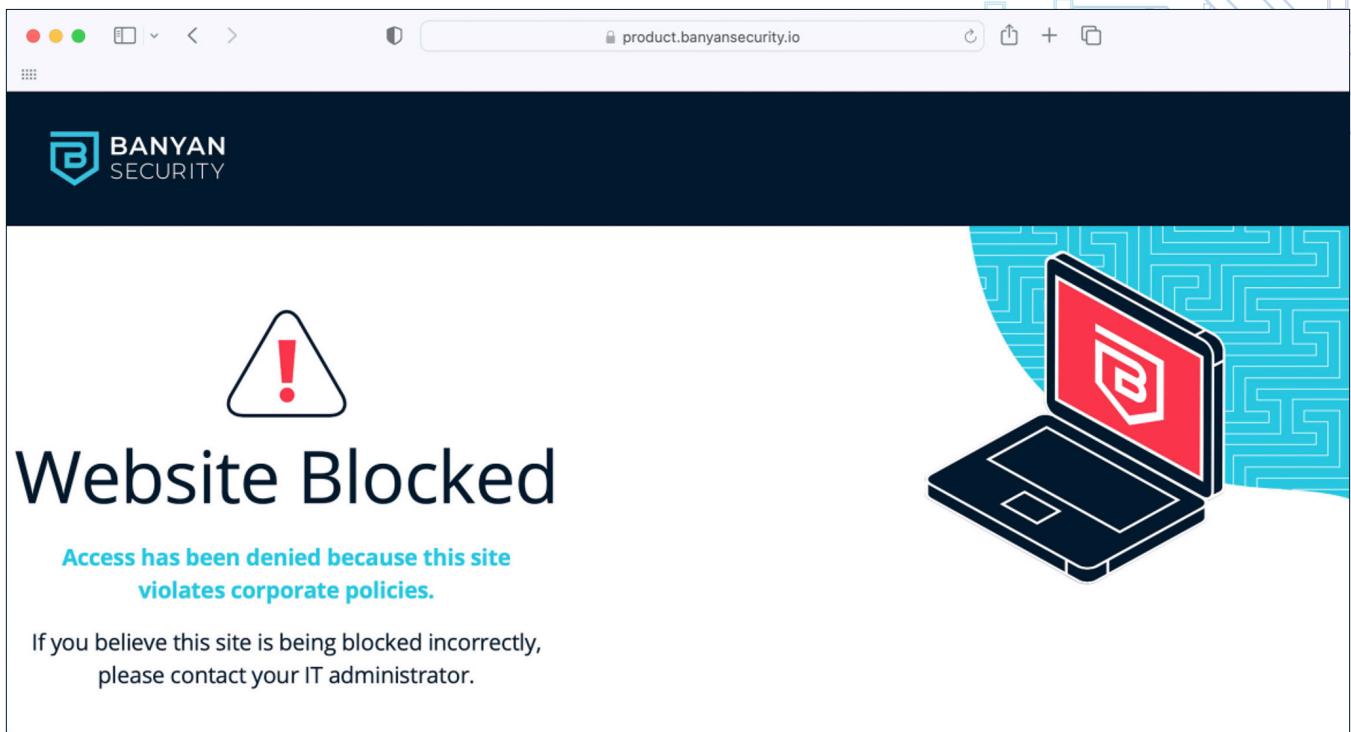 product.banyansecurity.io
BANYAN
SECURITY
!
Website Blocked
Access has been denied because this site
violates corporate policies.
If you believe this site is being blocked incorrectly,
please contact your IT administrator.
B